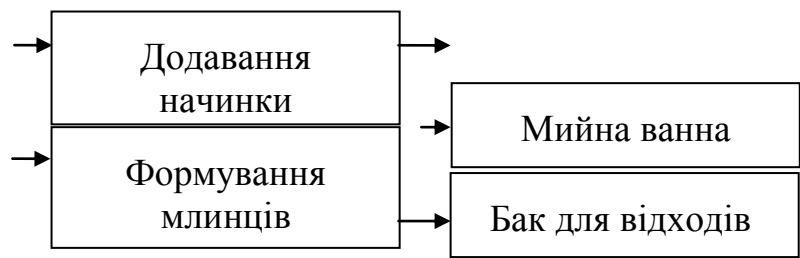 Додавання
начинки
Мийна ванна
Формування
млинців
Бак для відходів